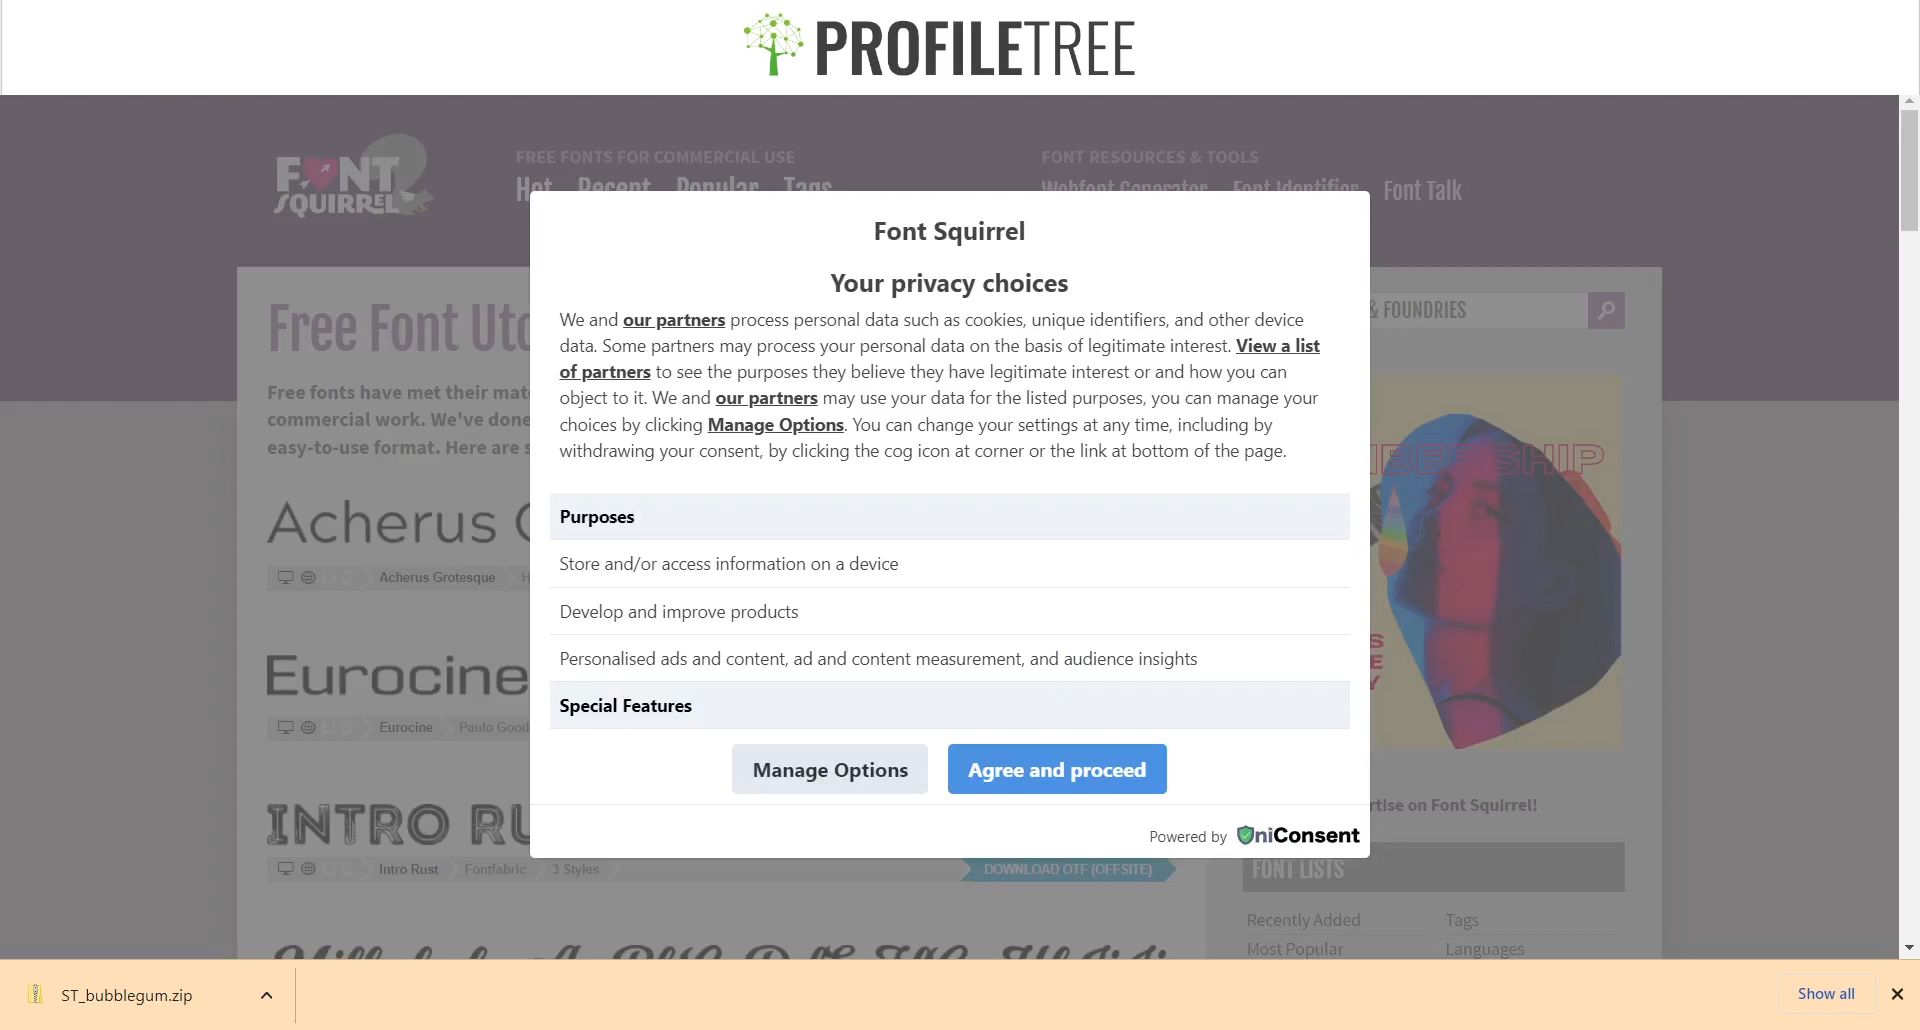 PROFILETREE
FONT SQUIRREL
FREE FONTS FOR COMMERCIAL USE
Hot Recent Popular Tags
FONT RESOURCES & TOOLS
Webfont Generator Font Identifier Font Talk
Font Squirrel
Your privacy choices
We and our partners process personal data such as cookies, unique identifiers, and other device
data. Some partners may process your personal data on the basis of legitimate interest. View a list
of partners to see the purposes they believe they have legitimate interest or and how you can
object to it. We and our partners may use your data for the listed purposes, you can manage your
choices by clicking Manage Options. You can change your settings at any time, including by
withdrawing your consent, by clicking the cog icon at corner or the link at bottom of the page.
Purposes
Store and/or access information on a device
Develop and improve products
Personalised ads and content, ad and content measurement, and audience insights
Special Features
Manage Options
Agree and proceed
Powered by UniConsent
Free Font
Free fonts have met their
commercial work. We've done
easy-to-use format. Here are
Acherus
Acherus Grotesque
Eurocine
Eurocine
INTRO
Intro Rust Fontfabric 3 Styles
DOWNLOAD OTF (OFFSITE)
& FOUNDRIES
on Font Squirrel!
FONT LISTS
Recently Added Tags
Most Popular Languages
ST_bubblegum.zip
Show all